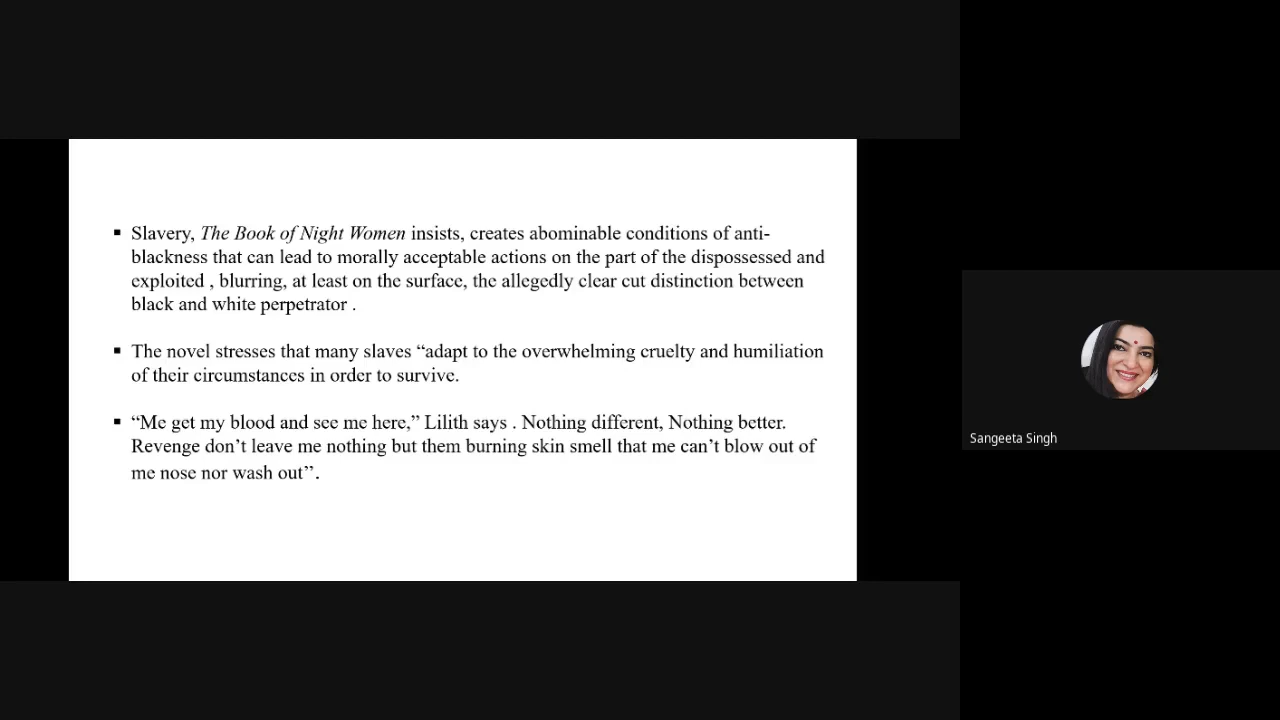 ▪ Slavery, The Book of Night Women insists, creates abominable conditions of anti-
blackness that can lead to morally acceptable actions on the part of the dispossessed and
exploited , blurring, at least on the surface, the allegedly clear cut distinction between
black and white perpetrator .
▪ The novel stresses that many slaves “adapt to the overwhelming cruelty and humiliation
of their circumstances in order to survive.
▪ “Me get my blood and see me here,” Lilith says . Nothing different, Nothing better.
Revenge don’t leave me nothing but them burning skin smell that me can’t blow out of
me nose nor wash out”.
Sangeeta Singh